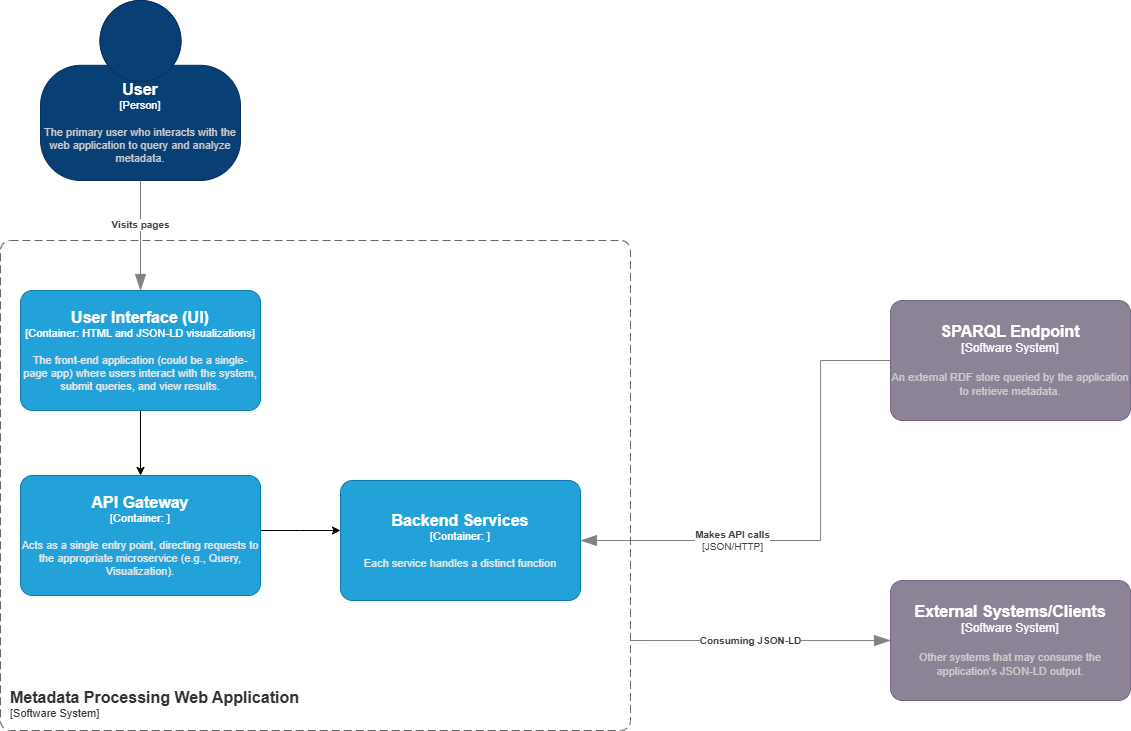 User
[Person]
The primary user who interacts with the
web application to query and analyze
metadata.
Visits pages
User Interface (UI)
[Container: HTML and JSON-LD visualizations]
The front-end application (could be a single-
page app) where users interact with the system,
submit queries, and view results.
SPARQL Endpoint
[Software System]
An external RDF store queried by the application
to retrieve metadata.
API Gateway
[Container: ]
Acts as a single entry point, directing requests to
the appropriate microservice (e.g., Query,
Visualization).
Backend Services
[Container: ]
Each service handles a distinct function
Makes API calls
[JSON/HTTP]
External Systems/Clients
[Software System]
Other systems that may consume the
application's JSON-LD output.
Consuming JSON-LD
Metadata Processing Web Application
[Software System]